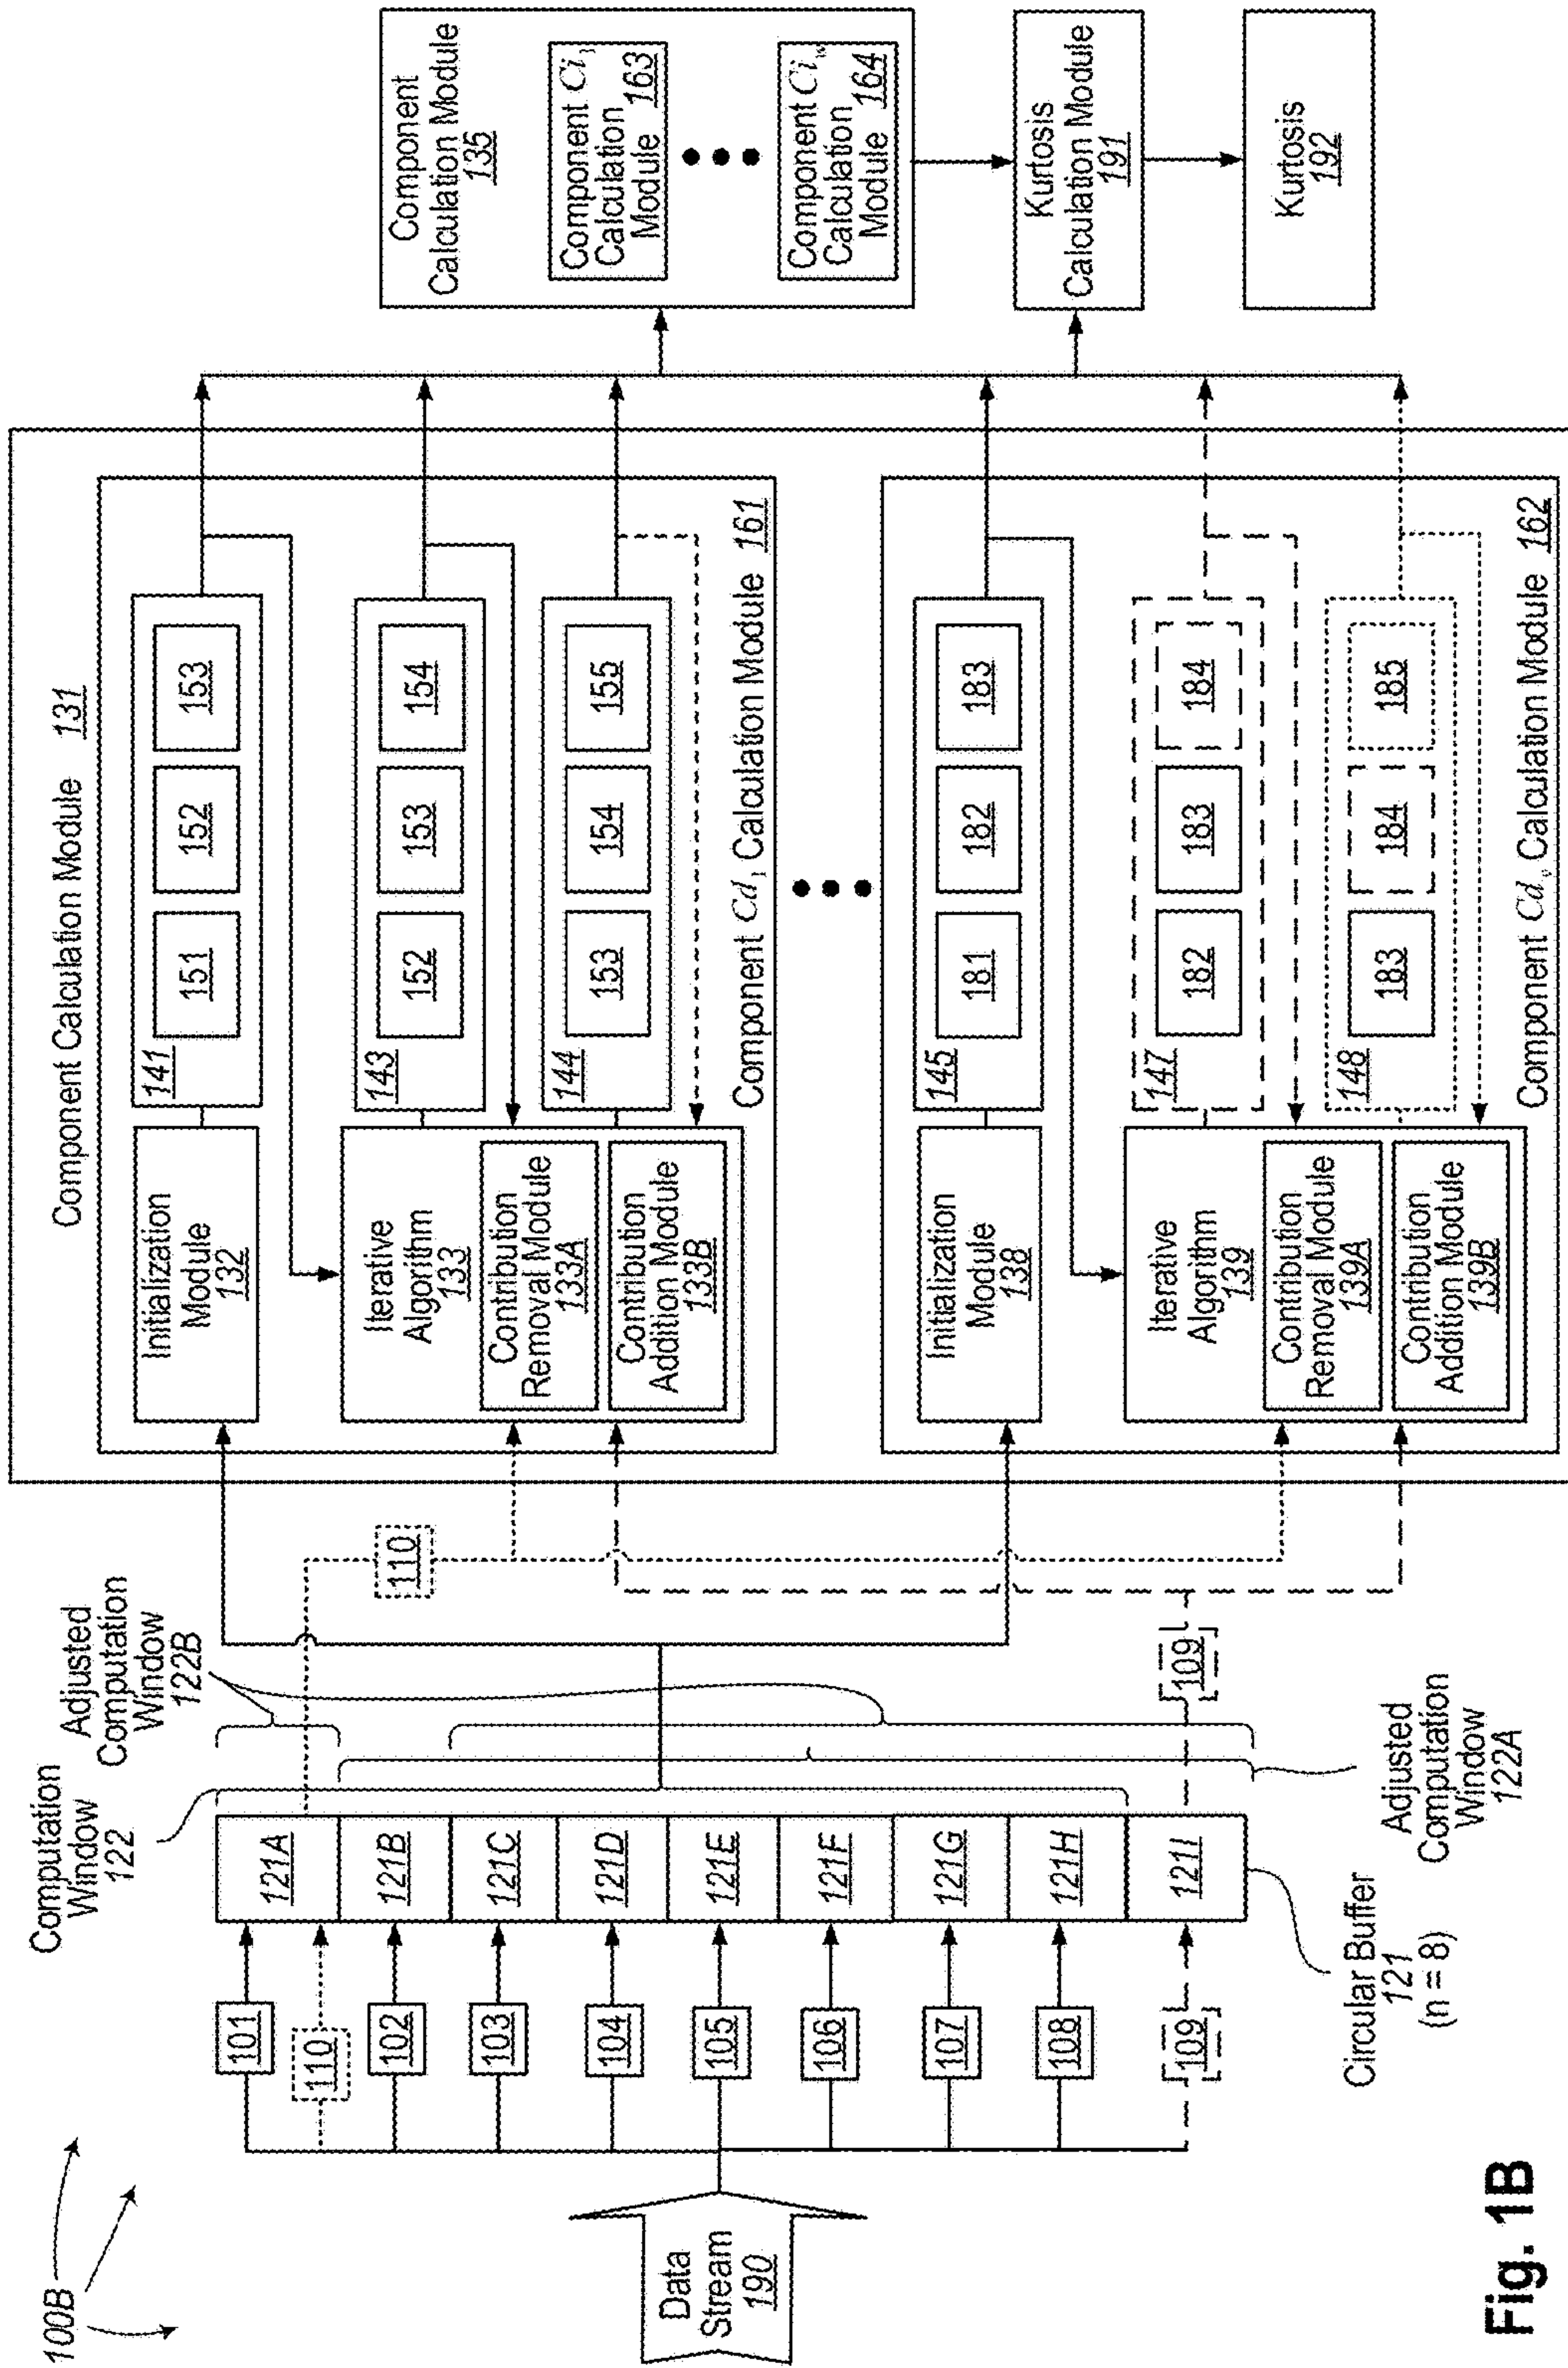 100B
Data
Stream
190
101
110
102
103
104
105
106
107
108
109
Computation
Window
122
Adjusted
Computation
Window
122B
121A
121B
121C
121D
121E
121F
121G
121H
121I
Circular Buffer
121
(n = 8)
Adjusted
Computation
Window
122A
110
109
Component Calculation Module 131
Initialization
Module
132
141
151
152
153
Iterative
Algorithm
133
Contribution
Removal Module
133A
Contribution
Addition Module
133B
143
152
153
154
144
153
154
155
Component Cd₁ Calculation Module 161
Initialization
Module
138
145
181
182
183
Iterative
Algorithm
139
Contribution
Removal Module
139A
Contribution
Addition Module
139B
147
182
183
184
148
183
184
185
Component Cdᵥ Calculation Module 162
Component
Calculation Module
135
Component Ci₁
Calculation
Module 163
Component Ci_w
Calculation
Module 164
Kurtosis
Calculation Module
191
Kurtosis
192
Fig. 1B